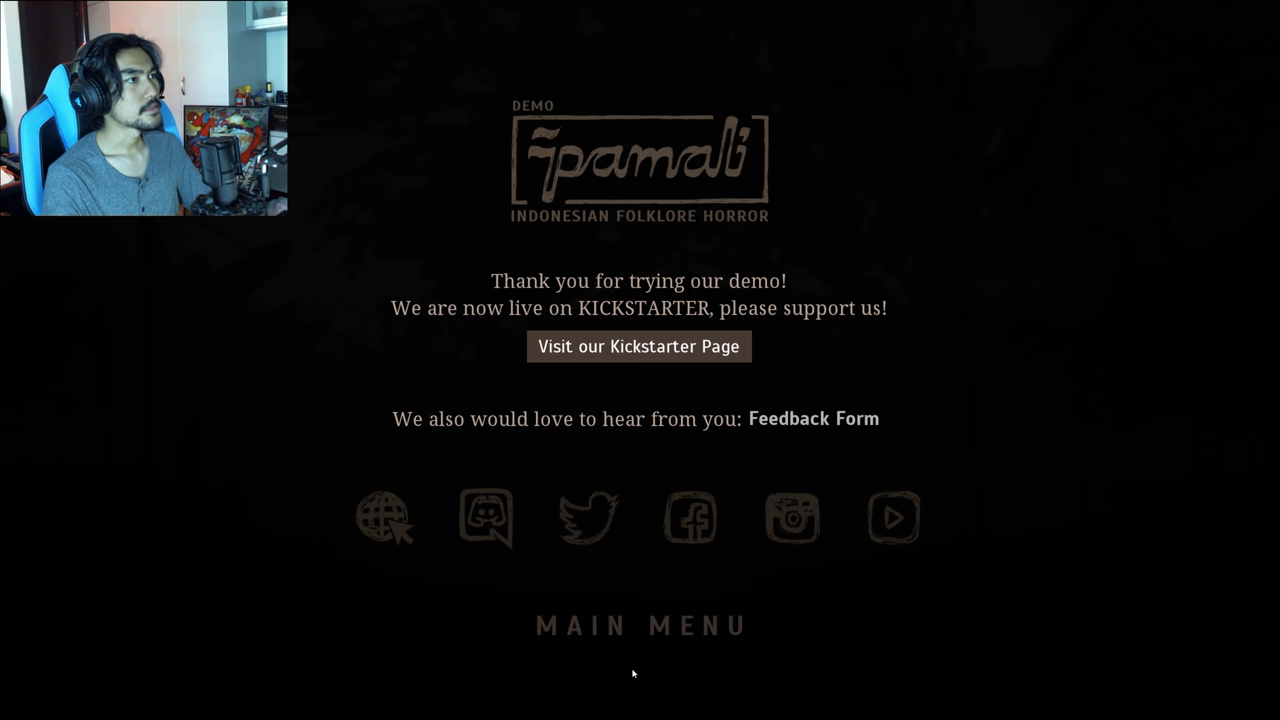 DEMO
pamali
INDONESIAN FOLKLORE HORROR
Thank you for trying our demo!
We are now live on KICKSTARTER, please support us!
Visit our Kickstarter Page
We also would love to hear from you: Feedback Form
MAIN MENU